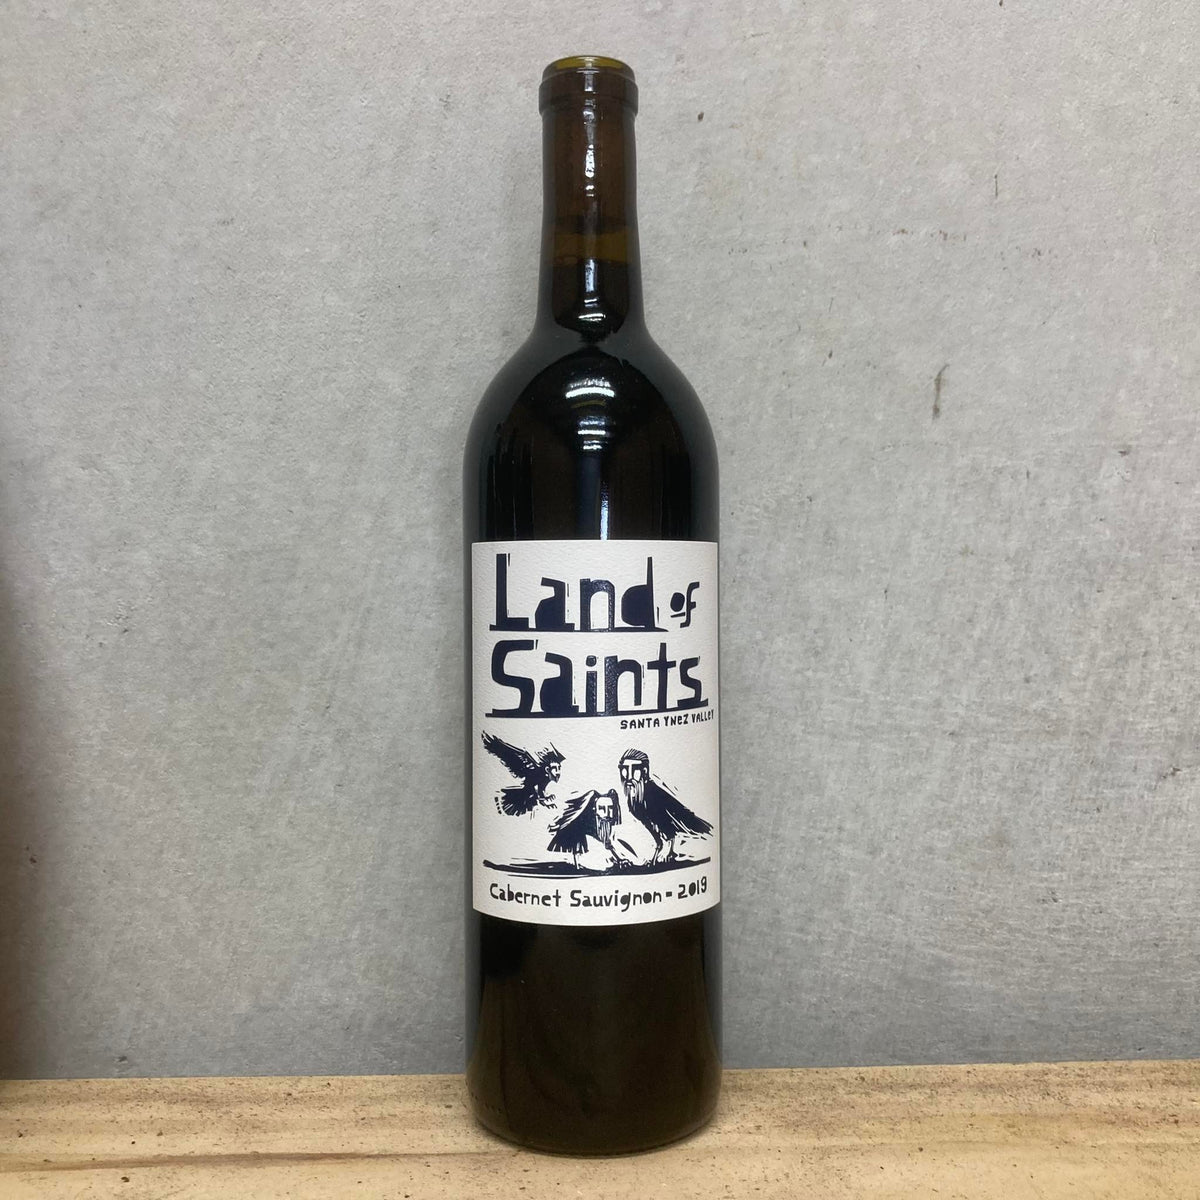 Land of
Saints
SANTA YNEZ VALLEY
Cabernet Sauvignon - 2019